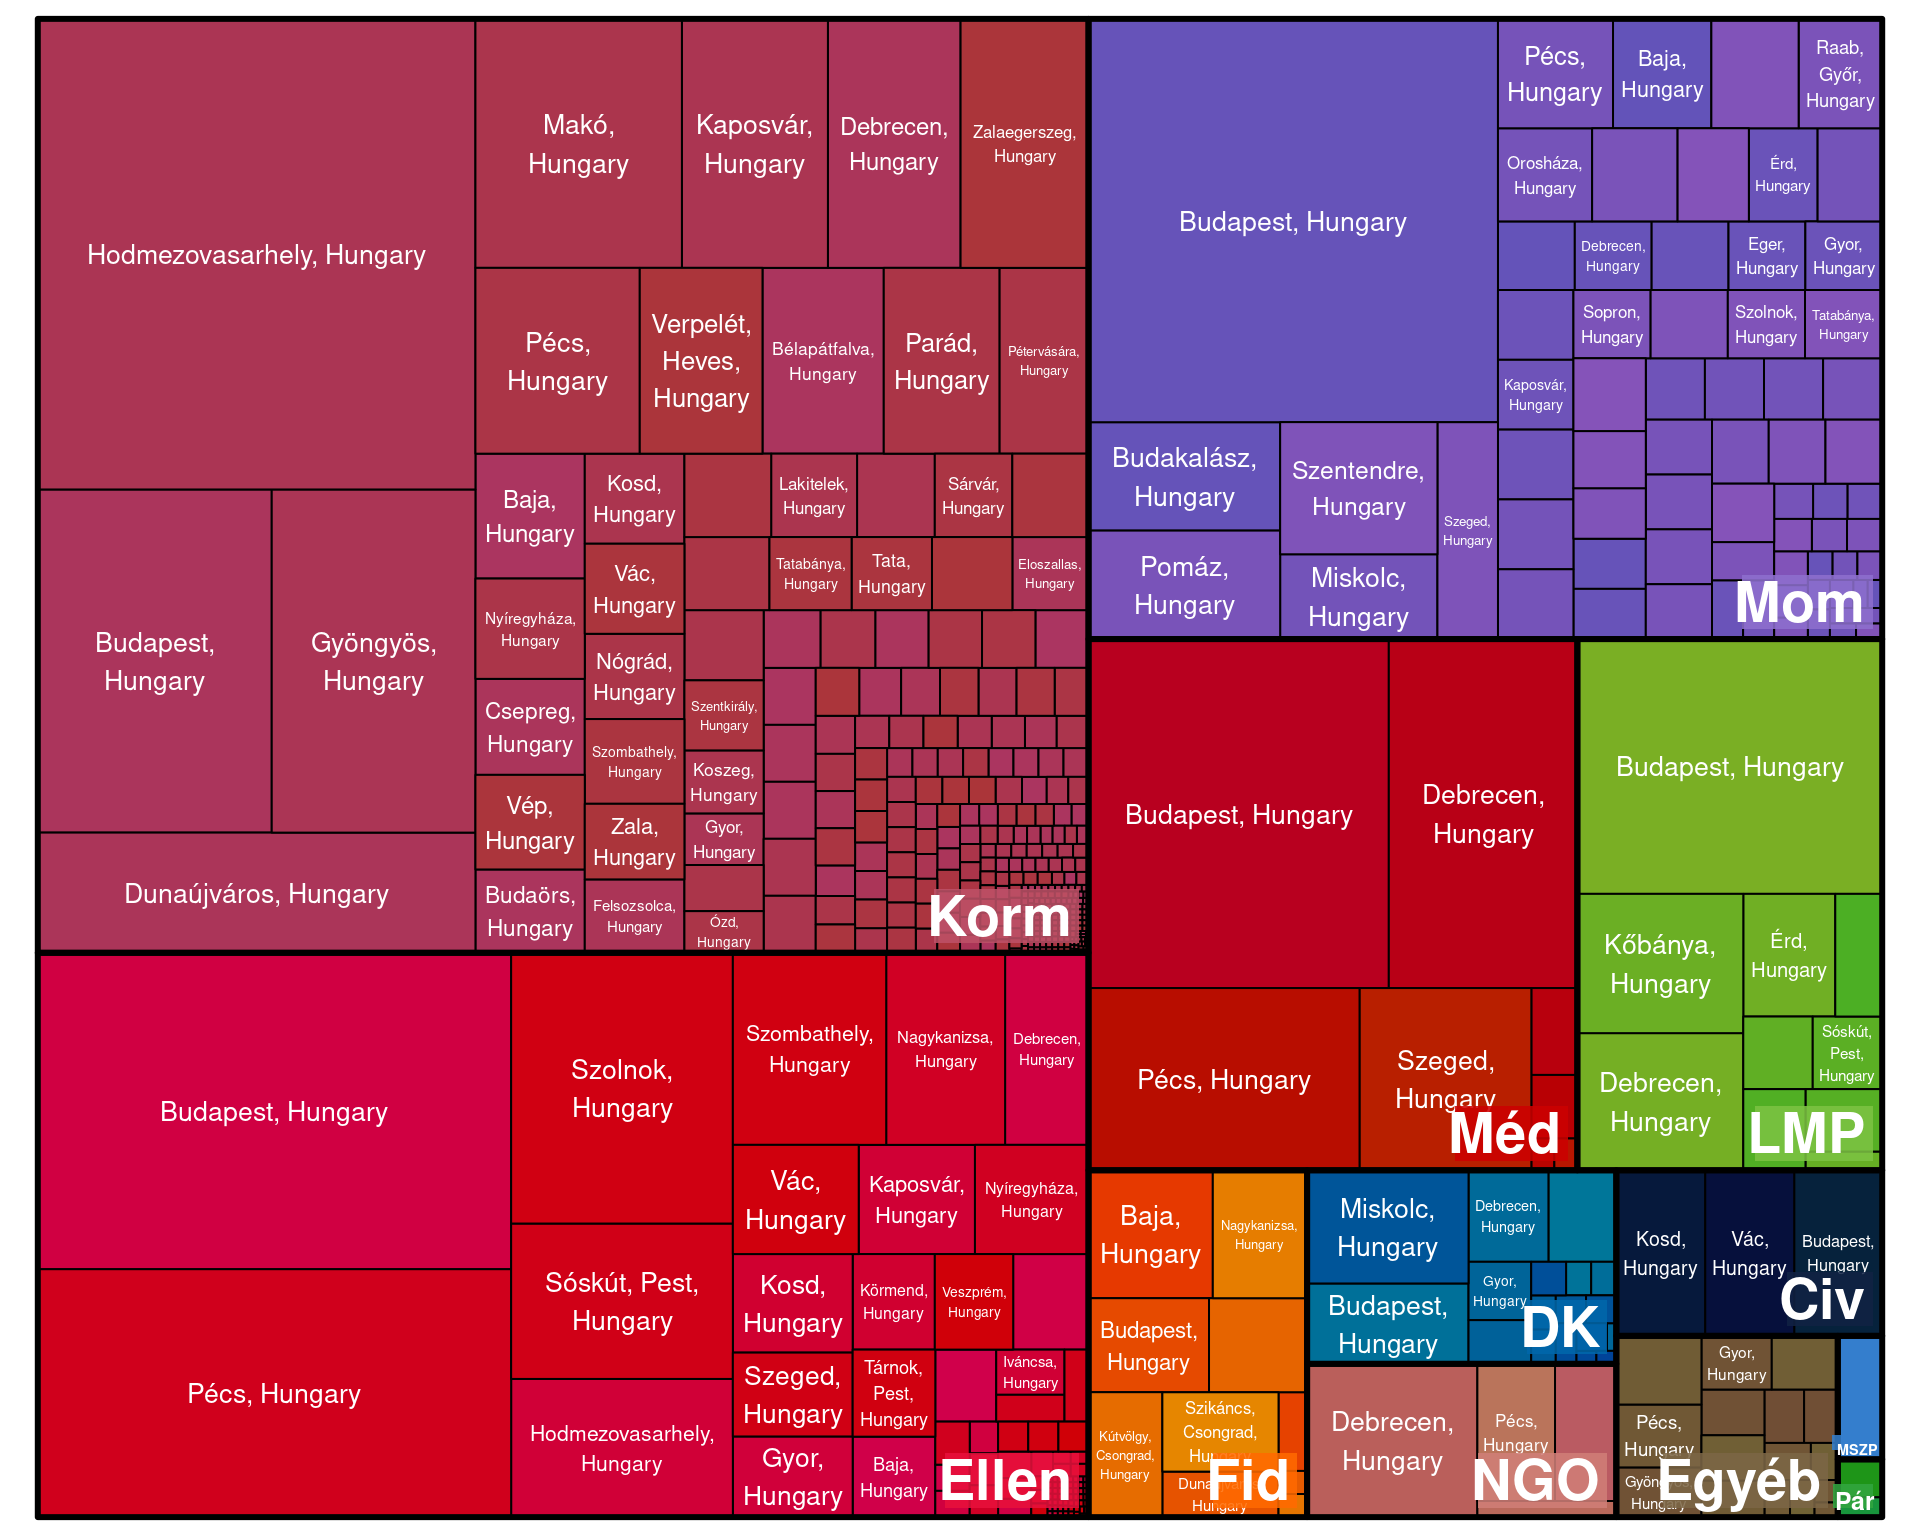 Hodmezovasarhely, Hungary
Makó,
Hungary
Kaposvár,
Hungary
Debrecen,
Hungary
Zalaegerszeg,
Hungary
Pécs,
Hungary
Verpelét,
Heves,
Hungary
Bélapátfalva,
Hungary
Parád,
Hungary
Pétervására,
Hungary
Budapest,
Hungary
Gyöngyös,
Hungary
Dunaújváros, Hungary
Baja,
Hungary
Kosd,
Hungary
Lakitelek,
Hungary
Sárvár,
Hungary
Nyíregyháza,
Hungary
Vác,
Hungary
Tatabánya,
Hungary
Tata,
Hungary
Eloszallas,
Hungary
Csepreg,
Hungary
Nógrád,
Hungary
Szentkirály,
Hungary
Szombathely,
Hungary
Koszeg,
Hungary
Vép,
Hungary
Zala,
Hungary
Gyor,
Hungary
Budaörs,
Hungary
Felsozsolca,
Hungary
Ózd,
Hungary
Korm
Budapest, Hungary
Pécs,
Hungary
Baja,
Hungary
Raab,
Győr,
Hungary
Orosháza,
Hungary
Érd,
Hungary
Debrecen,
Hungary
Eger,
Hungary
Gyor,
Hungary
Sopron,
Hungary
Szolnok,
Hungary
Tatabánya,
Hungary
Kaposvár,
Hungary
Budakalász,
Hungary
Szentendre,
Hungary
Szeged,
Hungary
Pomáz,
Hungary
Miskolc,
Hungary
Mom
Budapest, Hungary
Debrecen,
Hungary
Pécs, Hungary
Szeged,
Hungary
Méd
Budapest, Hungary
Kőbánya,
Hungary
Érd,
Hungary
Debrecen,
Hungary
Sóskút,
Pest,
Hungary
LMP
Budapest, Hungary
Pécs, Hungary
Szolnok,
Hungary
Sóskút, Pest,
Hungary
Hodmezovasarhely,
Hungary
Szombathely,
Hungary
Nagykanizsa,
Hungary
Debrecen,
Hungary
Vác,
Hungary
Kaposvár,
Hungary
Nyíregyháza,
Hungary
Kosd,
Hungary
Körmend,
Hungary
Veszprém,
Hungary
Szeged,
Hungary
Tárnok,
Pest,
Hungary
Iváncsa,
Hungary
Gyor,
Hungary
Baja,
Hungary
Ellen
Baja,
Hungary
Nagykanizsa,
Hungary
Budapest,
Hungary
Kútvölgy,
Csongrad,
Hungary
Szikáncs,
Csongrad,
Hungary
Fid
Miskolc,
Hungary
Debrecen,
Hungary
Budapest,
Hungary
Gyor,
Hungary
DK
Debrecen,
Hungary
Pécs,
Hungary
NGO
Kosd,
Hungary
Vác,
Hungary
Budapest,
Hungary
Civ
Gyor,
Hungary
Pécs,
Hungary
Egyéb
MSZP
Pár